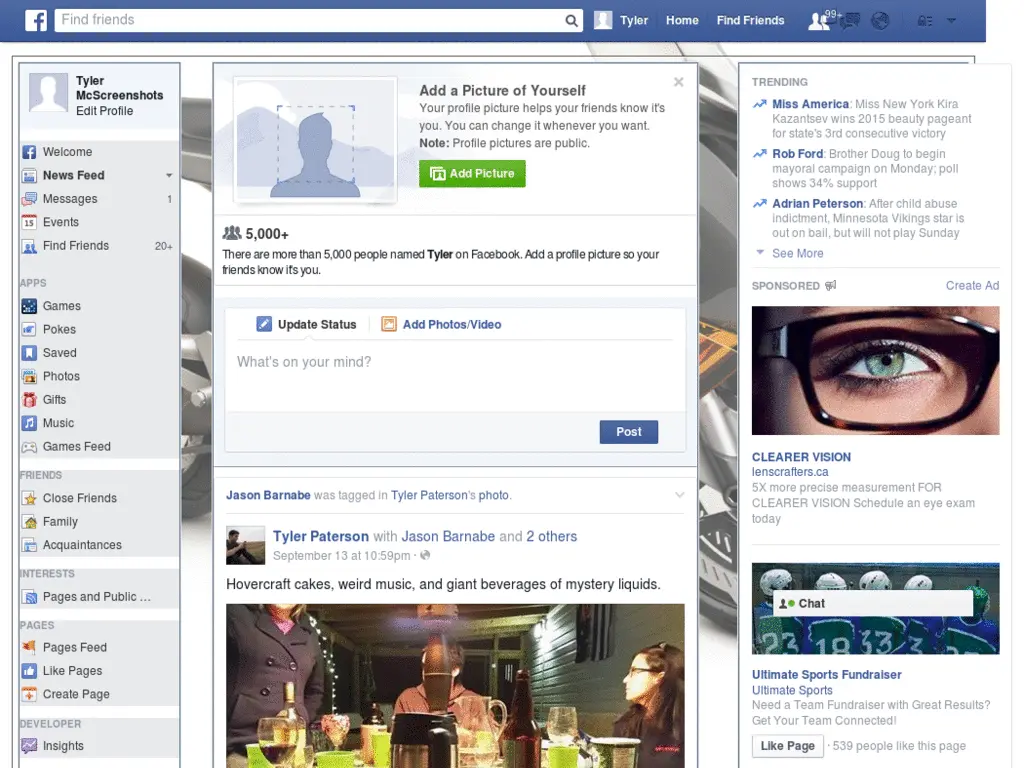 f
Find friends
Tyler
Home
Find Friends
99+
Tyler
McScreenshots
Edit Profile
Welcome
News Feed
Messages 1
15 Events
Find Friends 20+
APPS
Games
Pokes
Saved
Photos
Gifts
Music
Games Feed
FRIENDS
Close Friends
Family
Acquaintances
INTERESTS
Pages and Public ...
PAGES
Pages Feed
Like Pages
Create Page
DEVELOPER
Insights
Add a Picture of Yourself
Your profile picture helps your friends know it's
you. You can change it whenever you want.
Note: Profile pictures are public.
Add Picture
5,000+
There are more than 5,000 people named Tyler on Facebook. Add a profile picture so your
friends know it's you.
Update Status
Add Photos/Video
What's on your mind?
Post
Jason Barnabe was tagged in Tyler Paterson's photo.
Tyler Paterson with Jason Barnabe and 2 others
September 13 at 10:59pm ·
Hovercraft cakes, weird music, and giant beverages of mystery liquids.
TRENDING
Miss America: Miss New York Kira
Kazantsev wins 2015 beauty pageant
for state's 3rd consecutive victory
Rob Ford: Brother Doug to begin
mayoral campaign on Monday; poll
shows 34% support
Adrian Peterson: After child abuse
indictment, Minnesota Vikings star is
out on bail, but will not play Sunday
See More
SPONSORED
Create Ad
CLEARER VISION
lenscrafters.ca
5X more precise measurement FOR
CLEARER VISION Schedule an eye exam
today
Chat
23 18 33 2
Ultimate Sports Fundraiser
Ultimate Sports
Need a Team Fundraiser with Great Results?
Get Your Team Connected!
Like Page · 539 people like this page